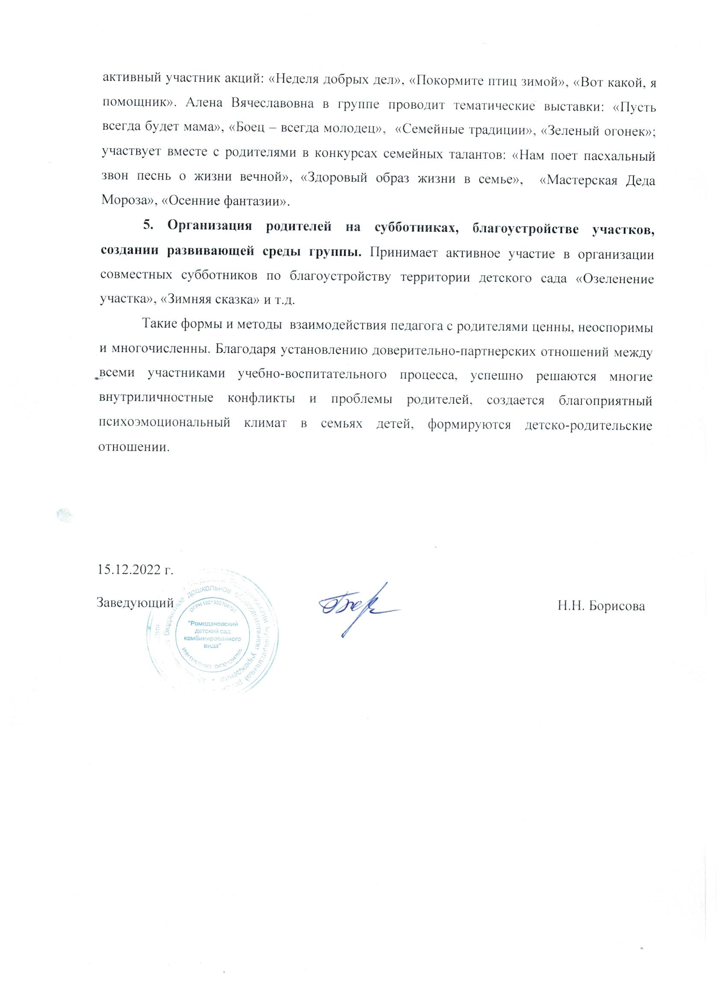 активный участник акций: «Неделя добрых дел», «Покормите птиц зимой», «Вот какой, я
помощник». Алена Вячеславовна в группе проводит тематические выставки: «Пусть
всегда будет мама», «Боец – всегда молодец», «Семейные традиции», «Зеленый огонек»;
участвует вместе с родителями в конкурсах семейных талантов: «Нам поет пасхальный
звон песнь о жизни вечной», «Здоровый образ жизни в семье», «Мастерская Деда
Мороза», «Осенние фантазии».
5. Организация родителей на субботниках, благоустройстве участков,
создании развивающей среды группы. Принимает активное участие в организации
совместных субботников по благоустройству территории детского сада «Озеленение
участка», «Зимняя сказка» и т.д.
Такие формы и методы взаимодействия педагога с родителями ценны, неоспоримы
и многочисленны. Благодаря установлению доверительно-партнерских отношений между
всеми участниками учебно-воспитательного процесса, успешно решаются многие
внутриличностные конфликты и проблемы родителей, создается благоприятный
психоэмоциональный климат в семьях детей, формируются детско-родительские
отношении.
15.12.2022 г.
Заведующий Н.Н. Борисова
бюджетное дошкольное образовательное учреждение
муниципальный район
ОГРН
"Ромодановский
детский сад
комбинированного
вида"
ИНН ОКПО